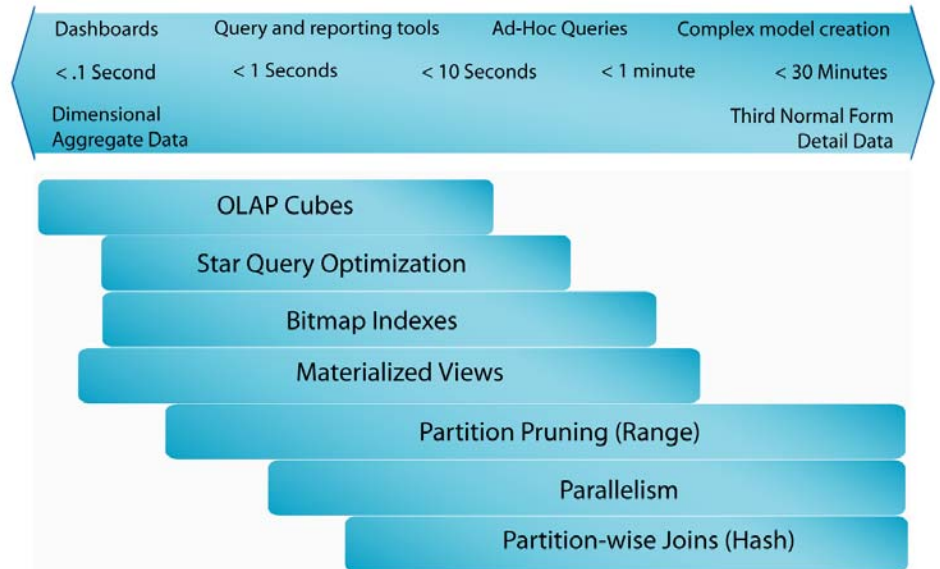 Dashboards Query and reporting tools Ad-Hoc Queries Complex model creation
< .1 Second < 1 Seconds < 10 Seconds < 1 minute < 30 Minutes
Dimensional
Aggregate Data
Third Normal Form
Detail Data
OLAP Cubes
Star Query Optimization
Bitmap Indexes
Materialized Views
Partition Pruning (Range)
Parallelism
Partition-wise Joins (Hash)